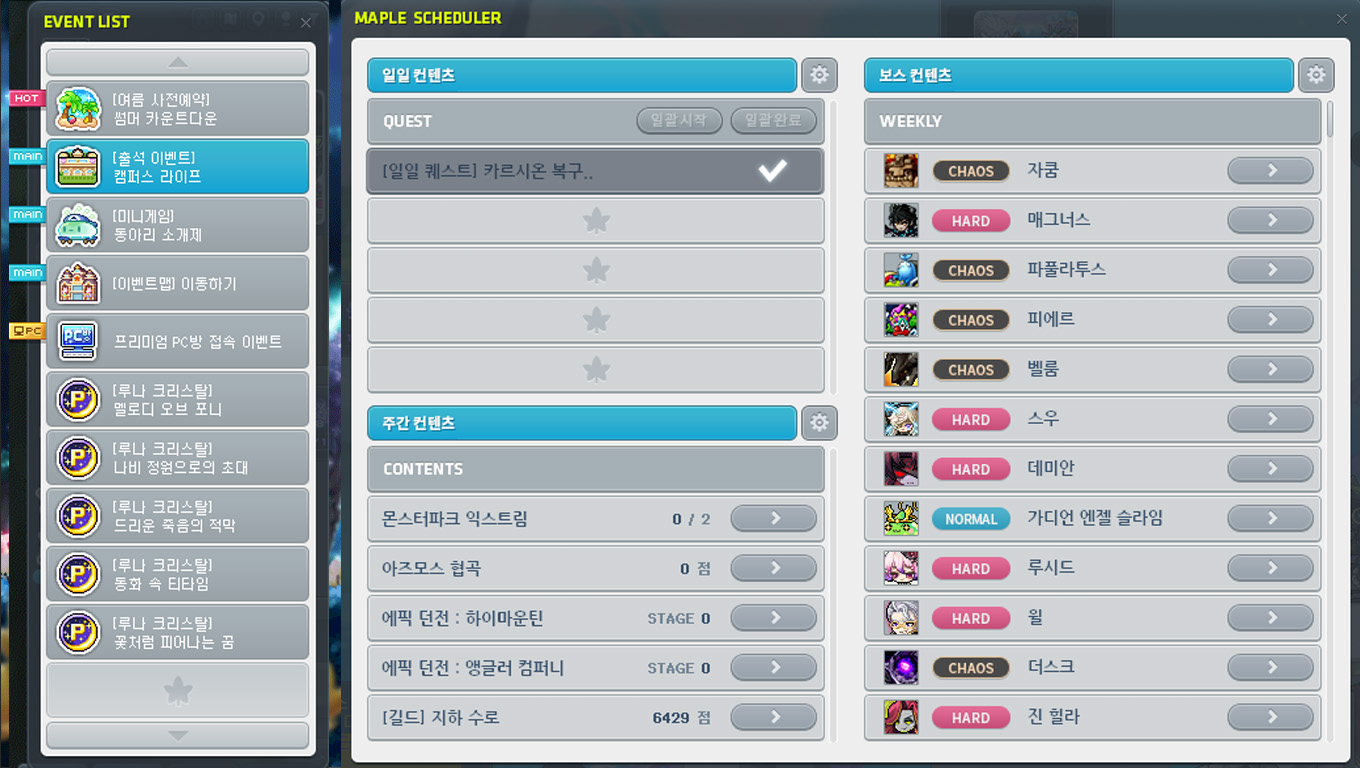 EVENT LIST
HOT
[여름 사전예약]
썸머 카운트다운
main
[출석 이벤트]
캠퍼스 라이프
main
[미니게임]
동아리 소개제
main
[이벤트맵] 이동하기
PC
PC방
프리미엄 PC방 접속 이벤트
[루나 크리스탈]
멜로디 오브 포니
[루나 크리스탈]
나비 정원으로의 초대
[루나 크리스탈]
드리운 죽음의 적막
[루나 크리스탈]
동화 속 티타임
[루나 크리스탈]
꽃처럼 피어나는 꿈
MAPLE SCHEDULER
일일 컨텐츠
QUEST 일괄시작 일괄완료
[일일 퀘스트] 카르시온 복구..
주간 컨텐츠
CONTENTS
몬스터파크 익스트림 0 / 2
아즈모스 협곡 0 점
에픽 던전 : 하이마운틴 STAGE 0
에픽 던전 : 앵글러 컴퍼니 STAGE 0
[길드] 지하 수로 6429 점
보스 컨텐츠
WEEKLY
CHAOS 자쿰
HARD 매그너스
CHAOS 파풀라투스
CHAOS 피에르
CHAOS 벨룸
HARD 스우
HARD 데미안
NORMAL 가디언 엔젤 슬라임
HARD 루시드
HARD 윌
CHAOS 더스크
HARD 진 힐라